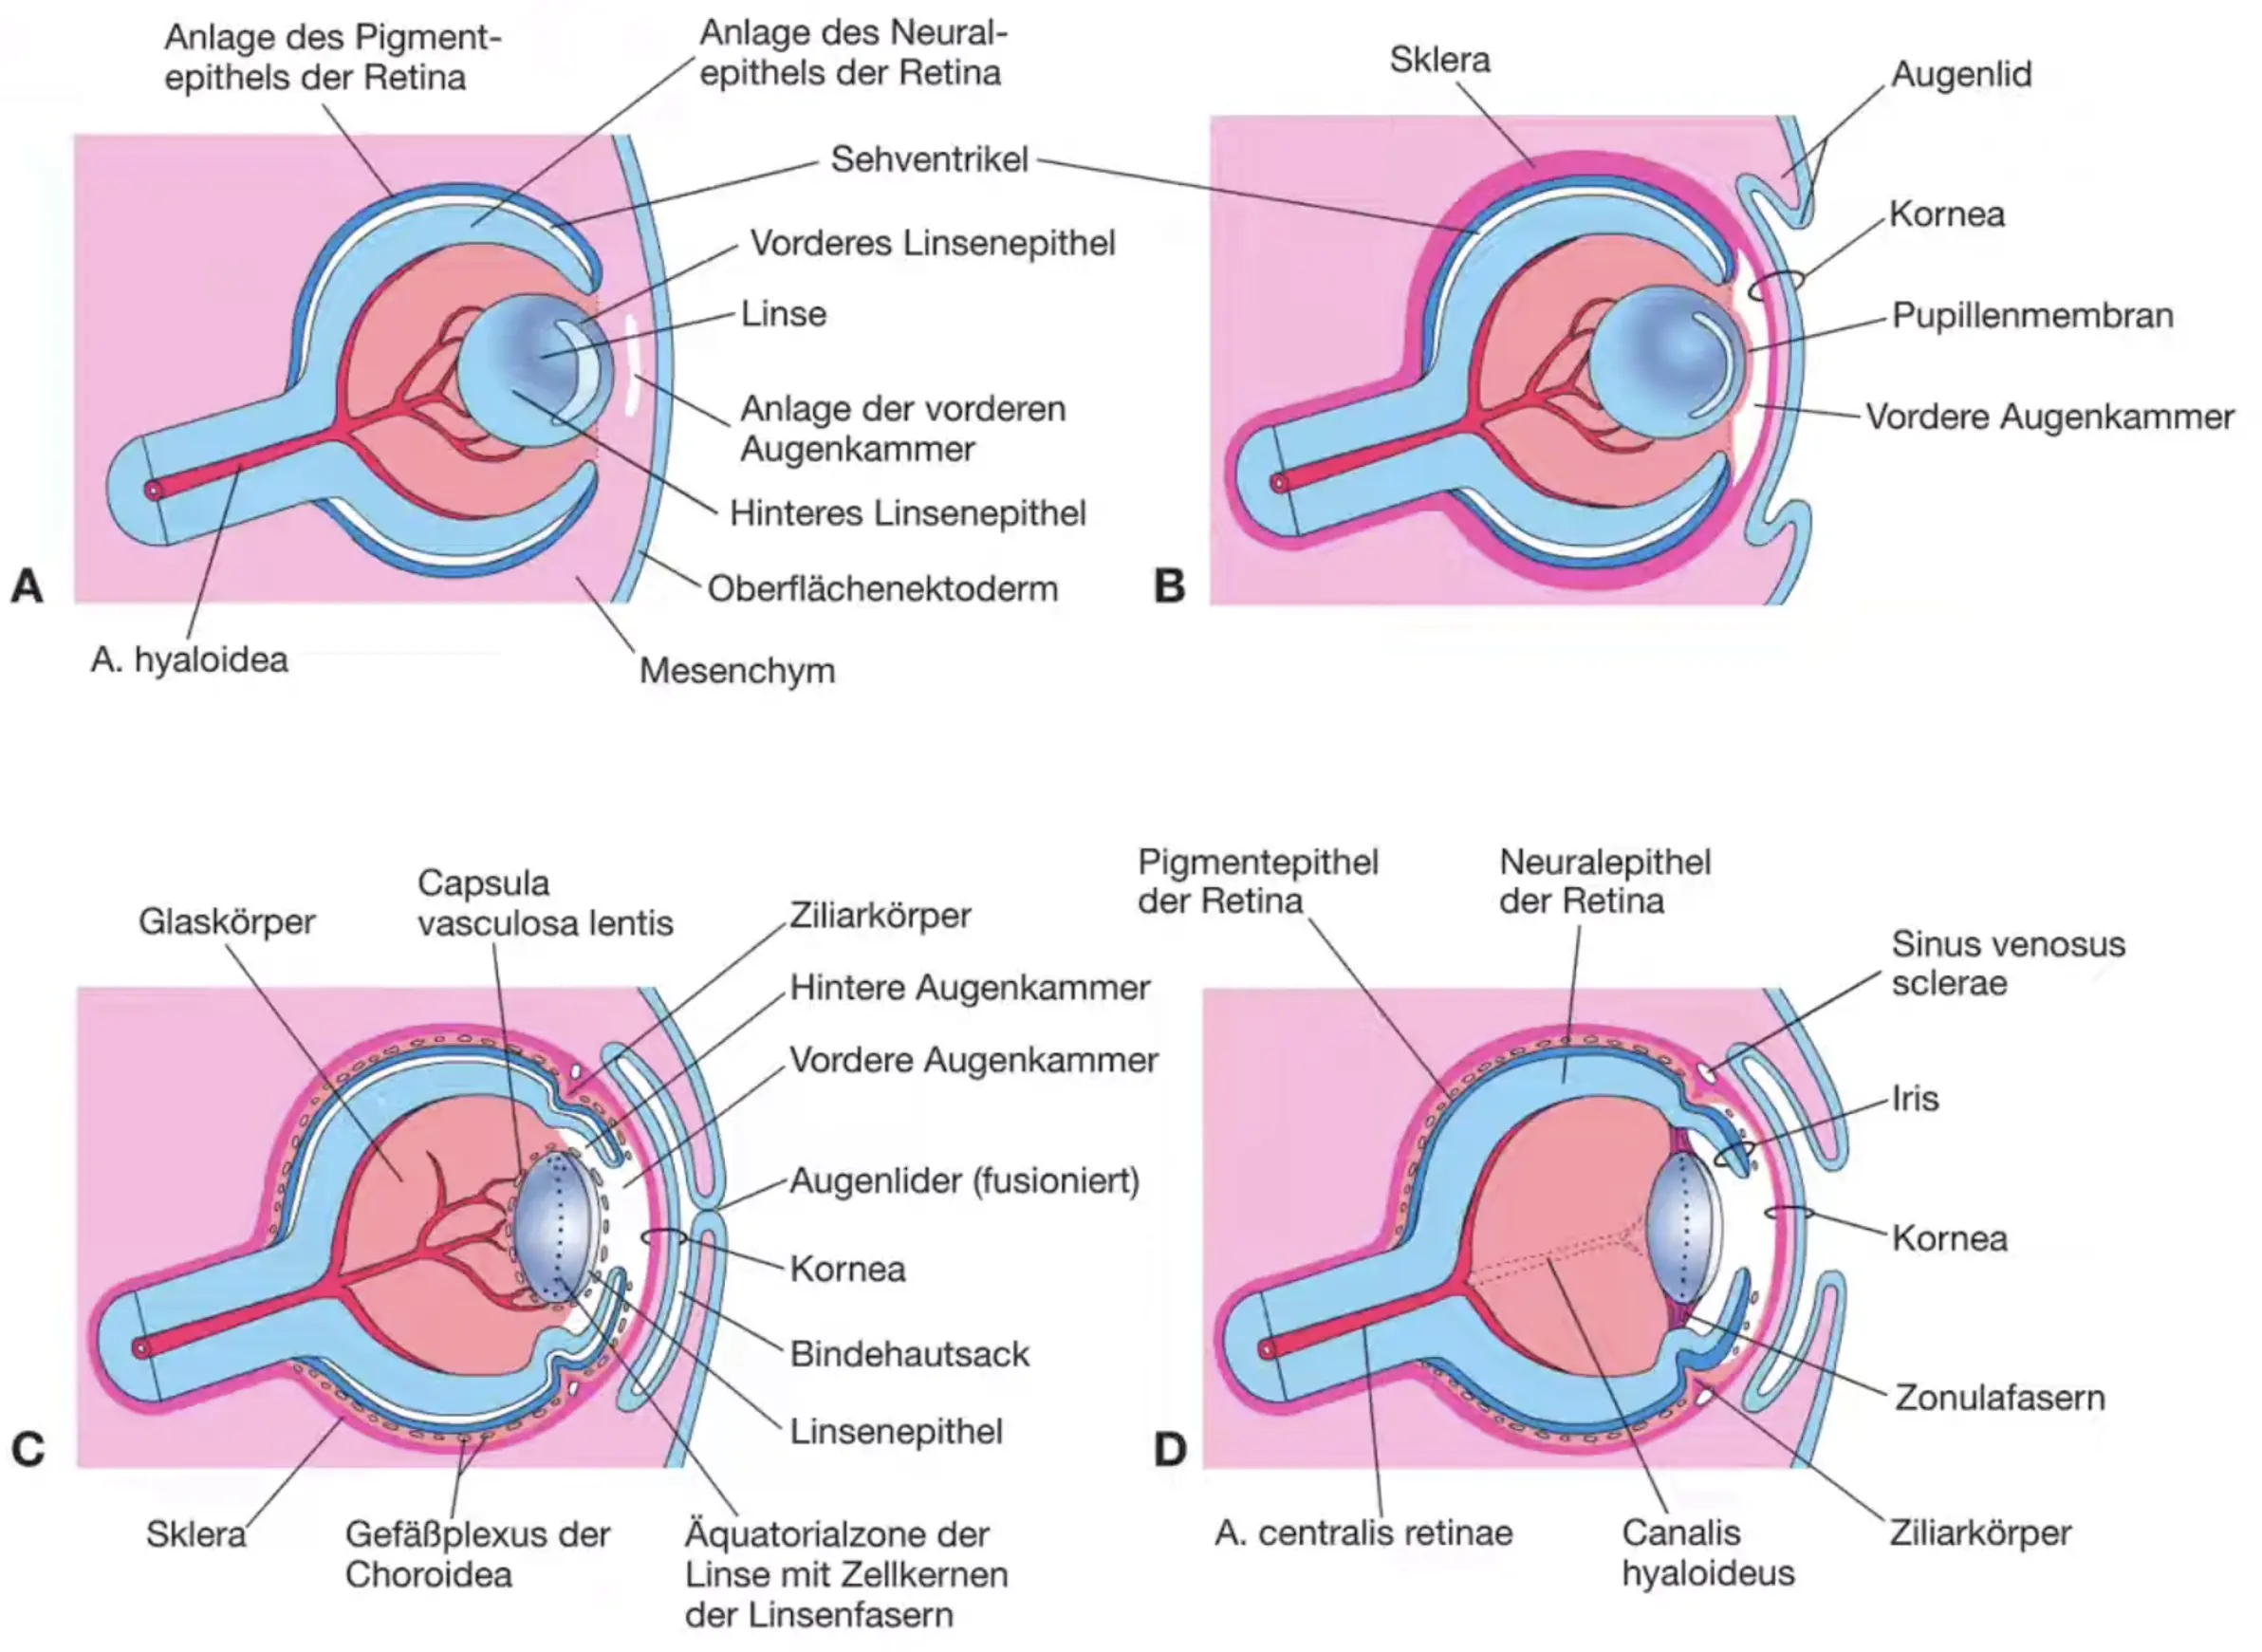 Anlage des Pigment-
epithels der Retina
Anlage des Neural-
epithels der Retina
Sehventrikel
Vorderes Linsenepithel
Linse
Anlage der vorderen
Augenkammer
Hinteres Linsenepithel
Oberflächenektoderm
A
A. hyaloidea
Mesenchym
Sklera
Augenlid
Kornea
Pupillenmembran
Vordere Augenkammer
B
Glaskörper
Capsula
vasculosa lentis
Ziliarkörper
Hintere Augenkammer
Vordere Augenkammer
Augenlider (fusioniert)
Kornea
Bindehautsack
Linsenepithel
C
Sklera
Gefäßplexus der
Choroidea
Äquatorialzone der
Linse mit Zellkernen
der Linsenfasern
Pigmentepithel
der Retina
Neuralepithel
der Retina
Sinus venosus
sclerae
Iris
Kornea
Zonulafasern
D
A. centralis retinae
Canalis
hyaloideus
Ziliarkörper